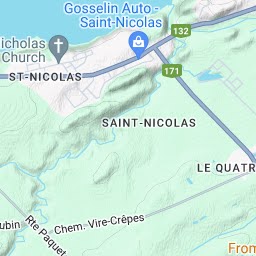 Gosselin Auto -
Saint-Nicolas
132
Nicholas
Church
ST-NICOLAS
171
SAINT-NICOLAS
LE QUATR
Chem. Vire-Crêpes
Rte Paquet
ubin
From